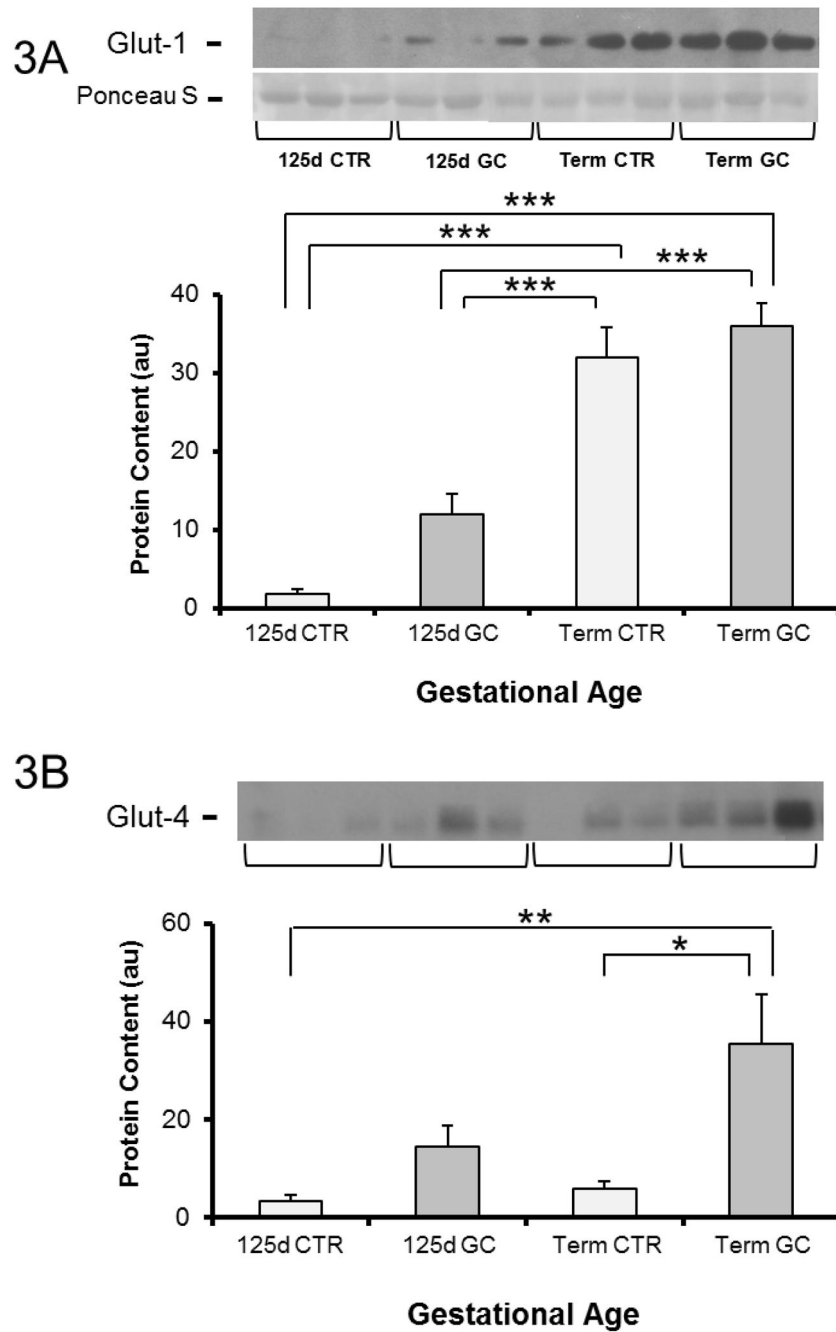 3A
Glut-1 –
Ponceau S –
125d CTR 125d GC Term CTR Term GC
***
***
***
***
40
30
20
10
0
Protein Content (au)
125d CTR 125d GC Term CTR Term GC
Gestational Age
3B
Glut-4 –
**
*
60
40
20
0
Protein Content (au)
125d CTR 125d GC Term CTR Term GC
Gestational Age